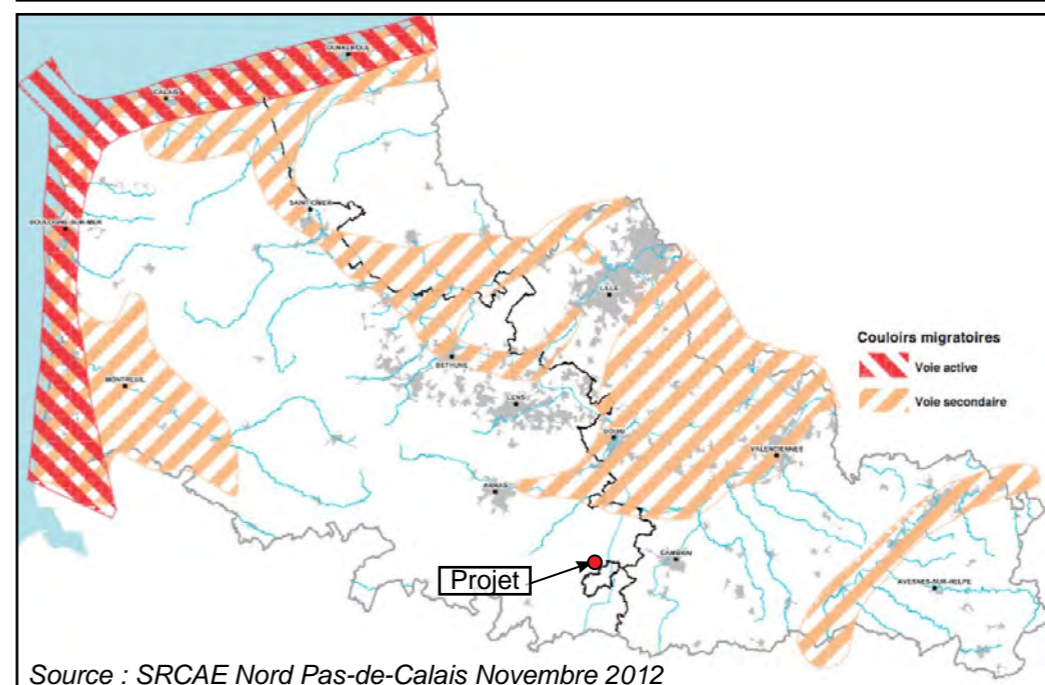 DUNKERQUE
CALAIS
SAINT-OMER
BOULOGNE-SUR-MER
LILLE
Couloirs migratoires
Voie active
Voie secondaire
MONTREUIL
BETHUNE
LENS
DOUAI
VALENCIENNES
ARRAS
CAMBRAI
Projet
AVESNES-SUR-HELPE
Source : SRCAE Nord Pas-de-Calais Novembre 2012